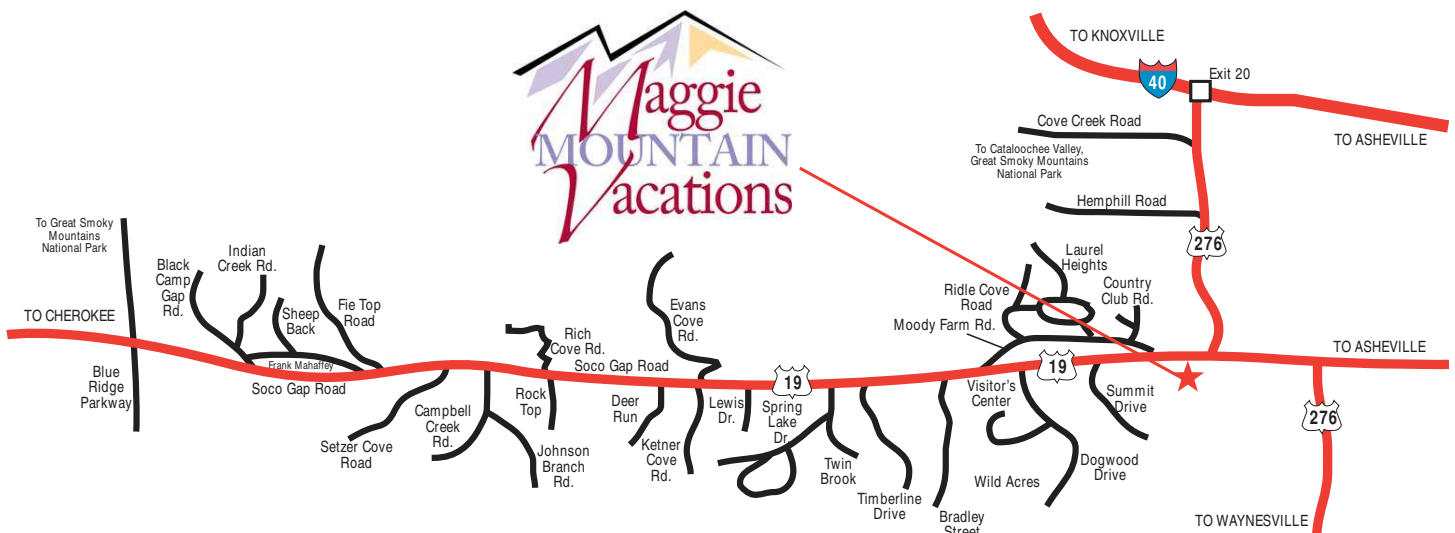 Maggie
MOUNTAIN
Vacations
TO KNOXVILLE
40
Exit 20
TO ASHEVILLE
Cove Creek Road
To Cataloochee Valley,
Great Smoky Mountains
National Park
Hemphill Road
276
To Great Smoky
Mountains
National Park
TO CHEROKEE
Blue
Ridge
Parkway
Black
Camp
Gap
Rd.
Indian
Creek Rd.
Sheep
Back
Fie Top
Road
Frank Mahaffey
Soco Gap Road
Setzer Cove
Road
Campbell
Creek
Rd.
Johnson
Branch
Rd.
Rock
Top
Rich
Cove Rd.
Soco Gap Road
Evans
Cove
Rd.
Deer
Run
Ketner
Cove
Rd.
Lewis
Dr.
19
Spring
Lake
Dr.
Twin
Brook
Timberline
Drive
Bradley
Street
Visitor's
Center
Wild Acres
Dogwood
Drive
Summit
Drive
19
Moody Farm Rd.
Ridle Cove
Road
Laurel
Heights
Country
Club Rd.
TO ASHEVILLE
276
TO WAYNESVILLE